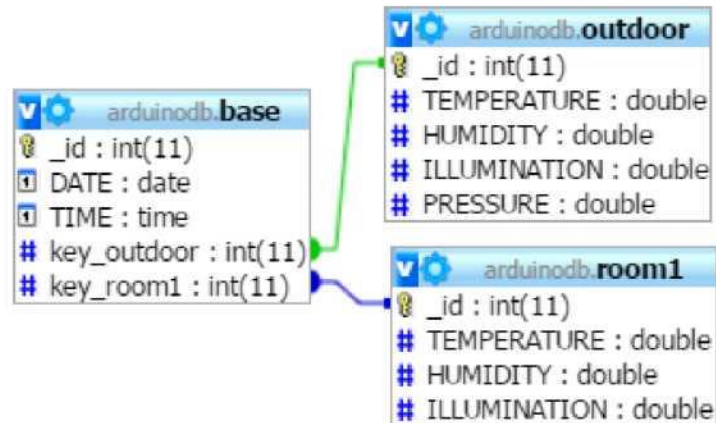 arduinodb.base
_id : int(11)
DATE : date
TIME : time
key_outdoor : int(11)
key_room1 : int(11)
arduinodb.outdoor
_id : int(11)
TEMPERATURE : double
HUMIDITY : double
ILLUMINATION : double
PRESSURE : double
arduinodb.room1
_id : int(11)
TEMPERATURE : double
HUMIDITY : double
ILLUMINATION : double